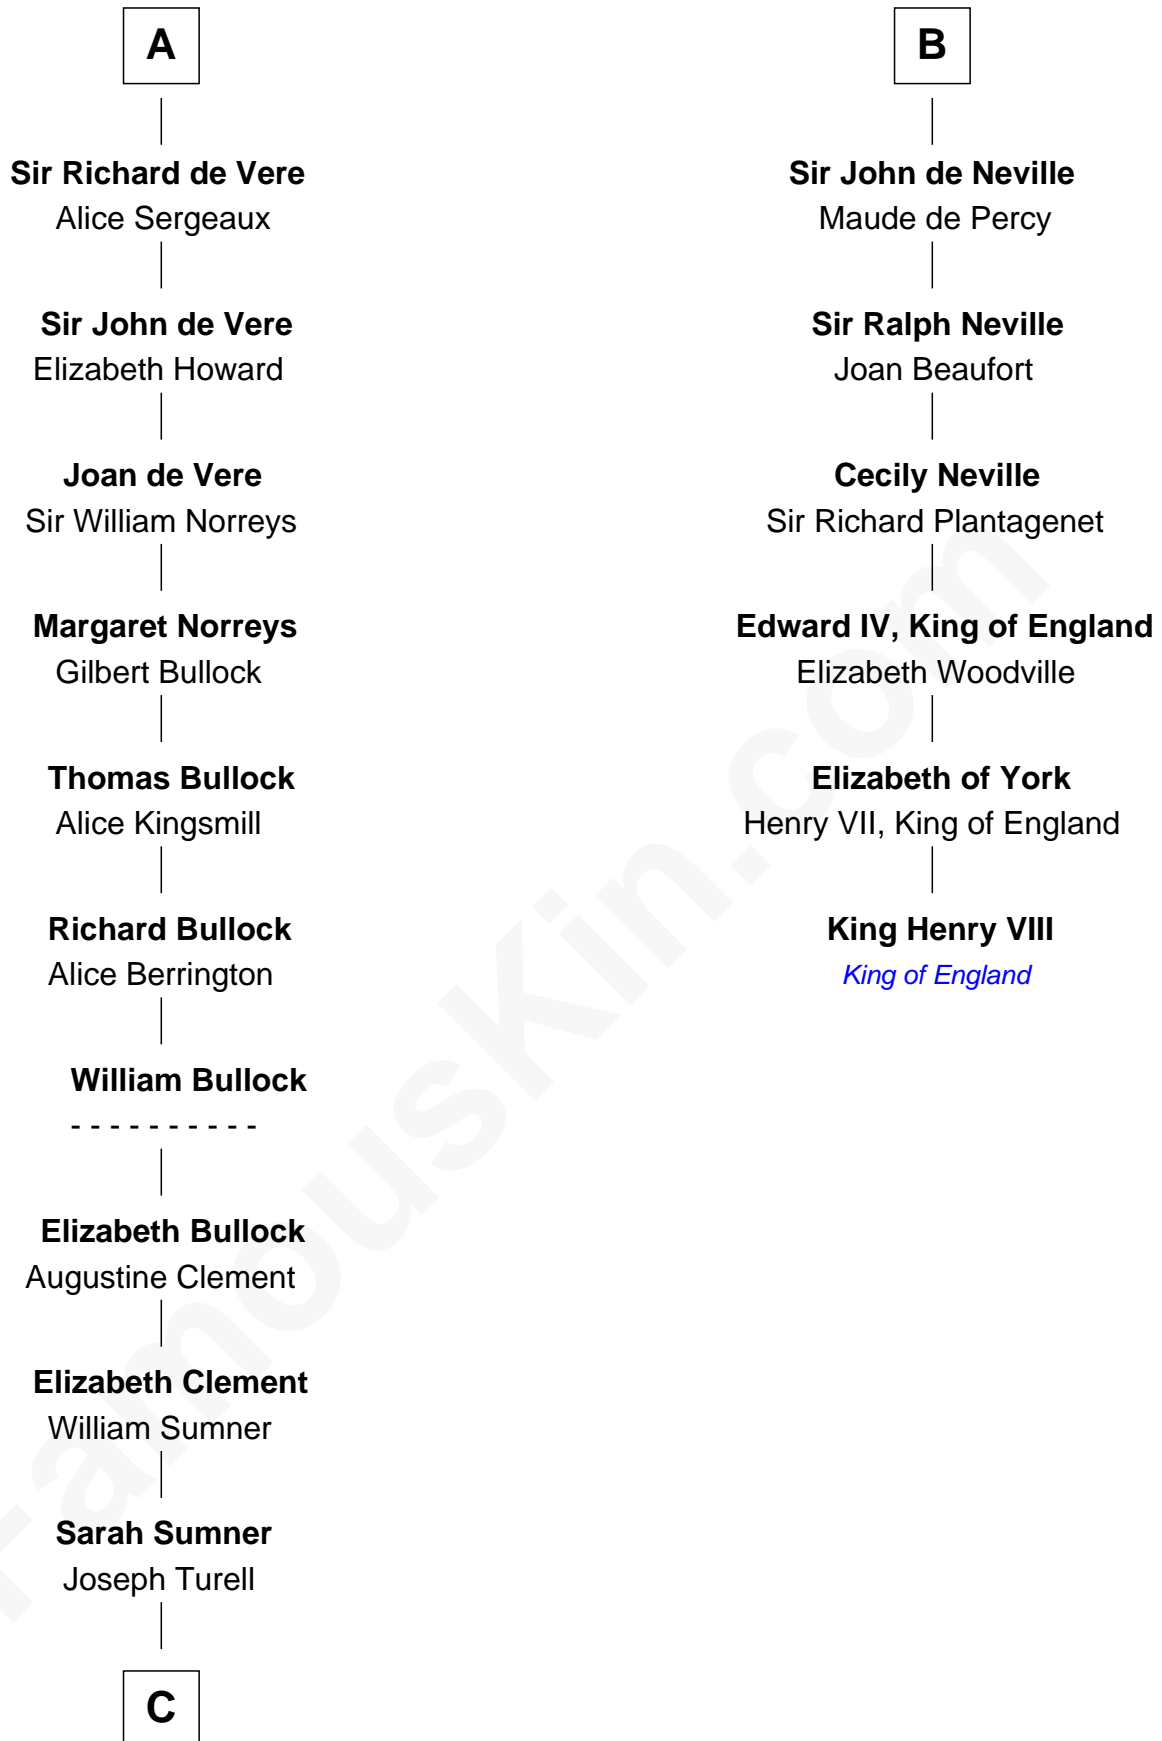 A
Sir Richard de Vere
Alice Sergeaux
Sir John de Vere
Elizabeth Howard
Joan de Vere
Sir William Norreys
Margaret Norreys
Gilbert Bullock
Thomas Bullock
Alice Kingsmill
Richard Bullock
Alice Berrington
William Bullock
- - - - - - - - - -
Elizabeth Bullock
Augustine Clement
Elizabeth Clement
William Sumner
Sarah Sumner
Joseph Turell
C
B
Sir John de Neville
Maude de Percy
Sir Ralph Neville
Joan Beaufort
Cecily Neville
Sir Richard Plantagenet
Edward IV, King of England
Elizabeth Woodville
Elizabeth of York
Henry VII, King of England
King Henry VIII
King of England
FamousKin.com